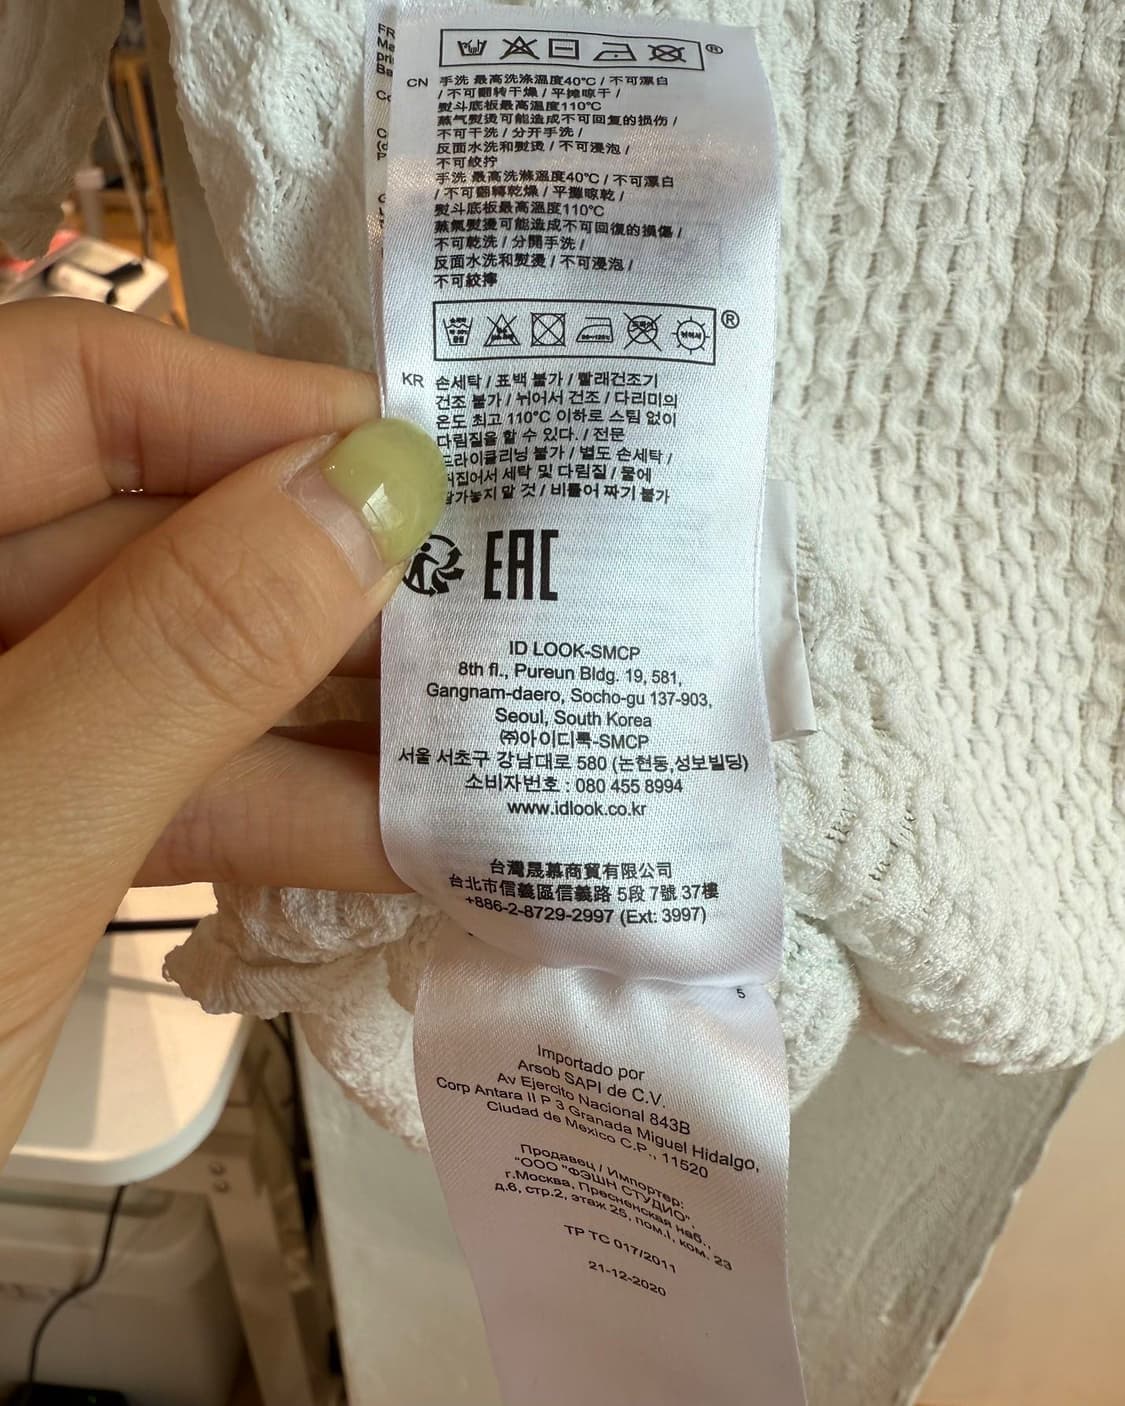 FR
CN 手洗 最高洗涤温度40°C / 不可漂白
/ 不可翻转干燥 / 平摊晾干 /
熨斗底板最高温度110°C
蒸气熨烫可能造成不可回复的损伤 /
不可干洗 / 分开手洗 /
反面水洗和熨烫 / 不可浸泡 /
不可绞拧
手洗 最高洗滌溫度40°C / 不可漂白
/ 不可翻轉乾燥 / 平攤晾乾 /
熨斗底板最高溫度110°C
蒸氣熨燙可能造成不可回復的損傷 /
不可乾洗 / 分開手洗 /
反面水洗和熨燙 / 不可浸泡 /
不可絞擰
®
®
KR 손세탁 / 표백 불가 / 빨래건조기
건조 불가 / 뉘어서 건조 / 다리미의
온도 최고 110°C 이하로 스팀 없이
다림질을 할 수 있다. / 전문
드라이클리닝 불가 / 별도 손세탁 /
세탁 및 다림질 / 물에
말 것 / 비틀어 짜기 불가
EAC
ID LOOK-SMCP
8th fl., Pureun Bldg. 19, 581,
Gangnam-daero, Socho-gu 137-903,
Seoul, South Korea
㈜아이디룩-SMCP
서울 서초구 강남대로 580 (논현동,성보빌딩)
소비자번호 : 080 455 8994
www.idlook.co.kr
台灣晟幕商貿有限公司
台北市信義區信義路 5段 7號 37樓
+886-2-8729-2997 (Ext: 3997)
5
Importado por
Arsob SAPI de C.V.
Av Ejercito Nacional 843B
Corp Antara II P 3 Granada Miguel Hidalgo,
Ciudad de Mexico C.P., 11520
Продавец / Импортер:
"ООО "ФЭШН СТУДИО",
г.Москва, Пресненская наб.,
д.6, стр.2, этаж 25, пом.I, ком. 23
ТР ТС 017/2011
21-12-2020